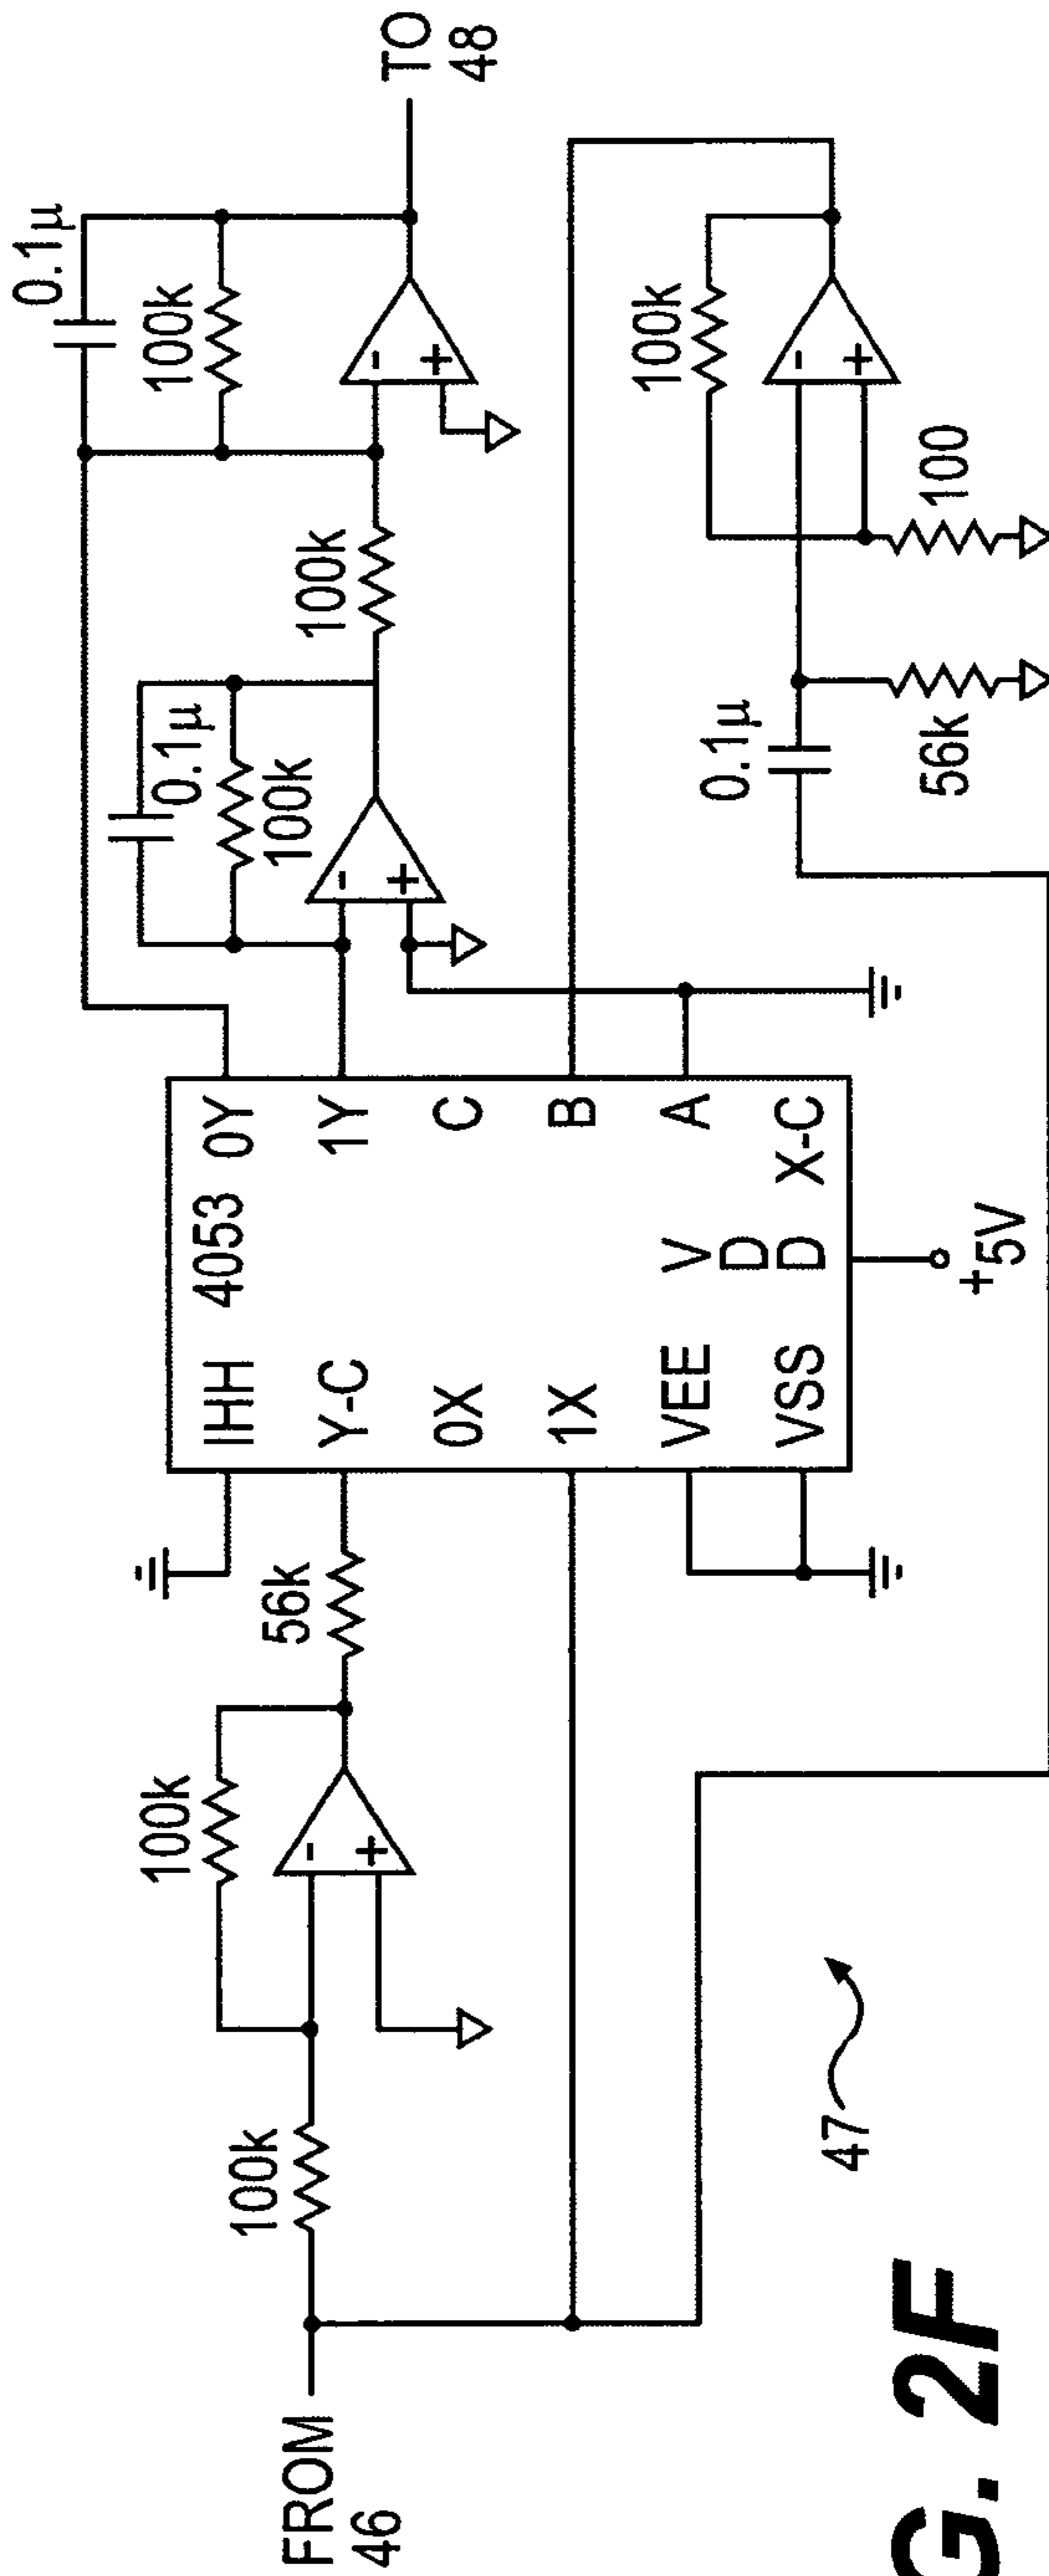 FROM
46
100k
100k
-
+
56k
IHH
Y-C
0X
1X
VEE
VSS
4053
V
D
D
0Y
1Y
C
B
A
X-C
+5V
0.1µ
100k
-
+
100k
0.1µ
100k
-
+
TO
48
0.1µ
56k
100k
-
+
100
47
G. 2F